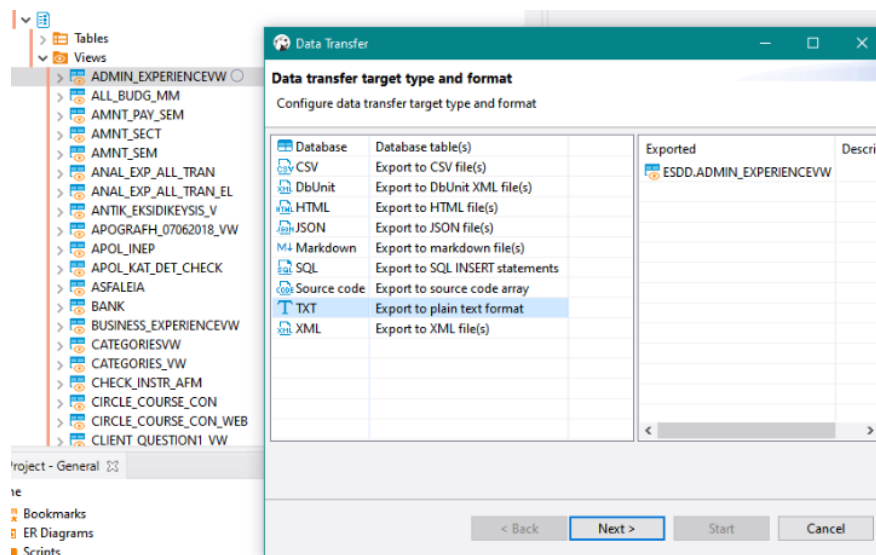 Tables
Views
ADMIN_EXPERIENCEVW
ALL_BUDG_MM
AMNT_PAY_SEM
AMNT_SECT
AMNT_SEM
ANAL_EXP_ALL_TRAN
ANAL_EXP_ALL_TRAN_EL
ANTIK_EKSIDIKEYSIS_V
APOGRAFH_07062018_VW
APOL_INEP
APOL_KAT_DET_CHECK
ASFALEIA
BANK
BUSINESS_EXPERIENCEVW
CATEGORIESVW
CATEGORIES_VW
CHECK_INSTR_AFM
CIRCLE_COURSE_CON
CIRCLE_COURSE_CON_WEB
CLIENT_QUESTION1_VW
Project - General
me
Bookmarks
ER Diagrams
Scripts
Data Transfer
Data transfer target type and format
Configure data transfer target type and format
Database Database table(s)
CSV Export to CSV file(s)
DbUnit Export to DbUnit XML file(s)
HTML Export to HTML file(s)
JSON Export to JSON file(s)
M↓ Markdown Export to markdown file(s)
SQL Export to SQL INSERT statements
Source code Export to source code array
TXT Export to plain text format
XML Export to XML file(s)
Exported Descri
ESDD.ADMIN_EXPERIENCEVW
< Back Next > Start Cancel